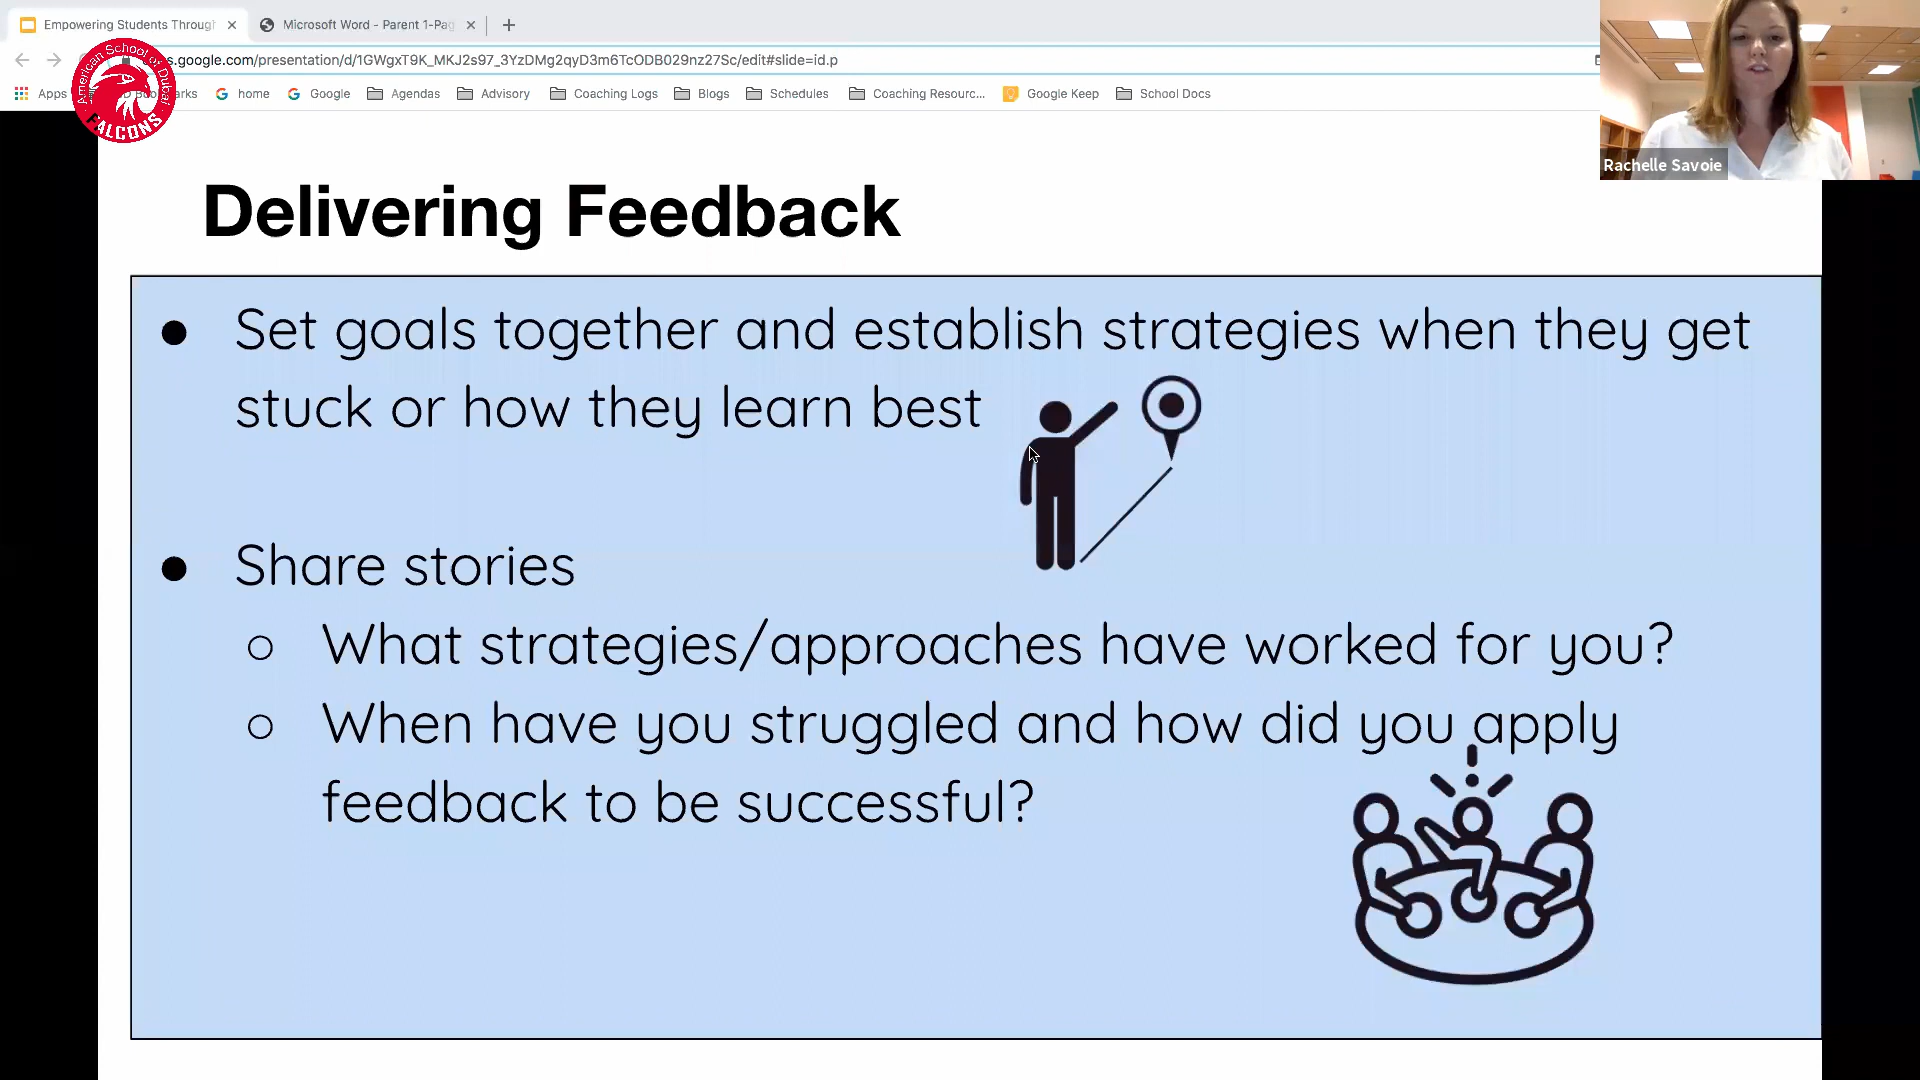 Empowering Students Through
Microsoft Word - Parent 1-Pag
s.google.com/presentation/d/1GWgxT9K_MKJ2s97_3YzDMg2qyD3m6TcODB029nz27Sc/edit#slide=id.p
Apps
home
Google
Agendas
Advisory
Coaching Logs
Blogs
Schedules
Coaching Resourc...
Google Keep
School Docs
American School of Dubai
FALCONS
Rachelle Savoie
Delivering Feedback
● Set goals together and establish strategies when they get
stuck or how they learn best
● Share stories
○ What strategies/approaches have worked for you?
○ When have you struggled and how did you apply
feedback to be successful?